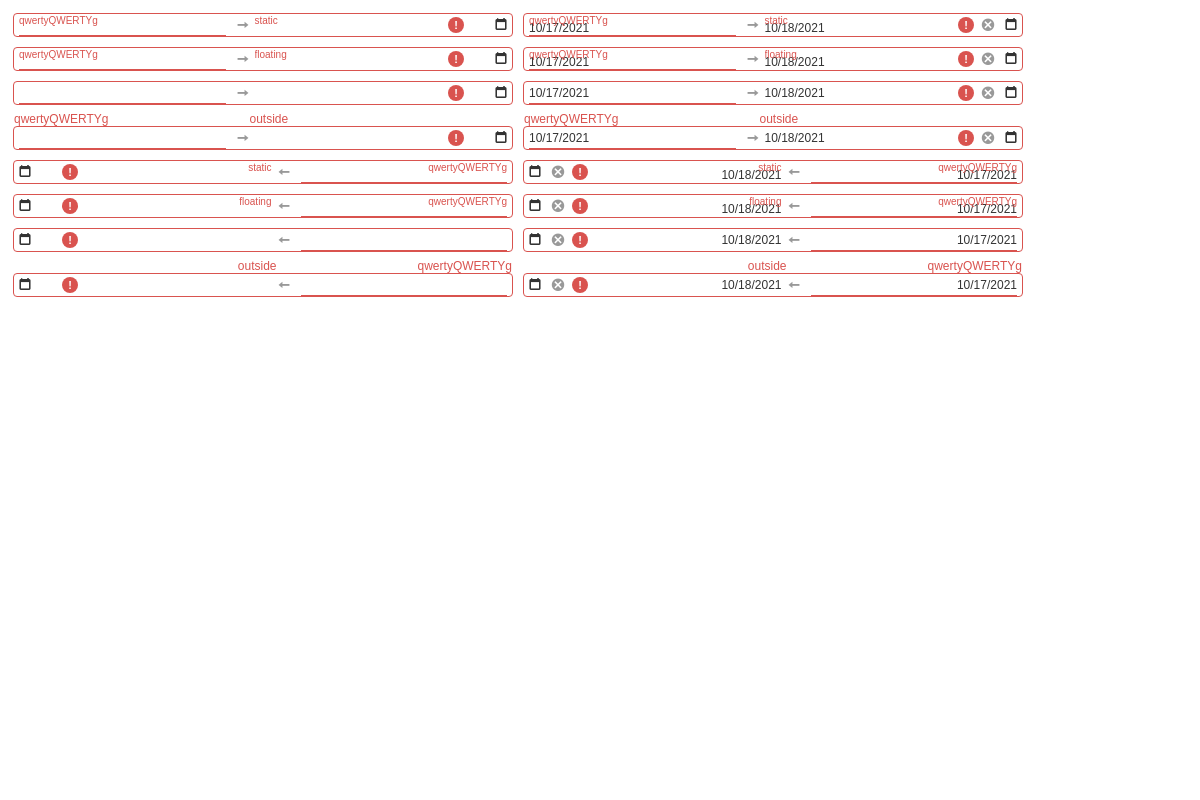 qwertyQWERTYg static ! qwertyQWERTYg static !
10/17/2021 10/18/2021
qwertyQWERTYg floating ! qwertyQWERTYg floating !
10/17/2021 10/18/2021
! 10/17/2021 10/18/2021 !
qwertyQWERTYg outside qwertyQWERTYg outside
! 10/17/2021 10/18/2021 !
! static qwertyQWERTYg ! static qwertyQWERTYg
10/18/2021 10/17/2021
! floating qwertyQWERTYg ! floating qwertyQWERTYg
10/18/2021 10/17/2021
! ! 10/18/2021 10/17/2021
outside qwertyQWERTYg outside qwertyQWERTYg
! ! 10/18/2021 10/17/2021